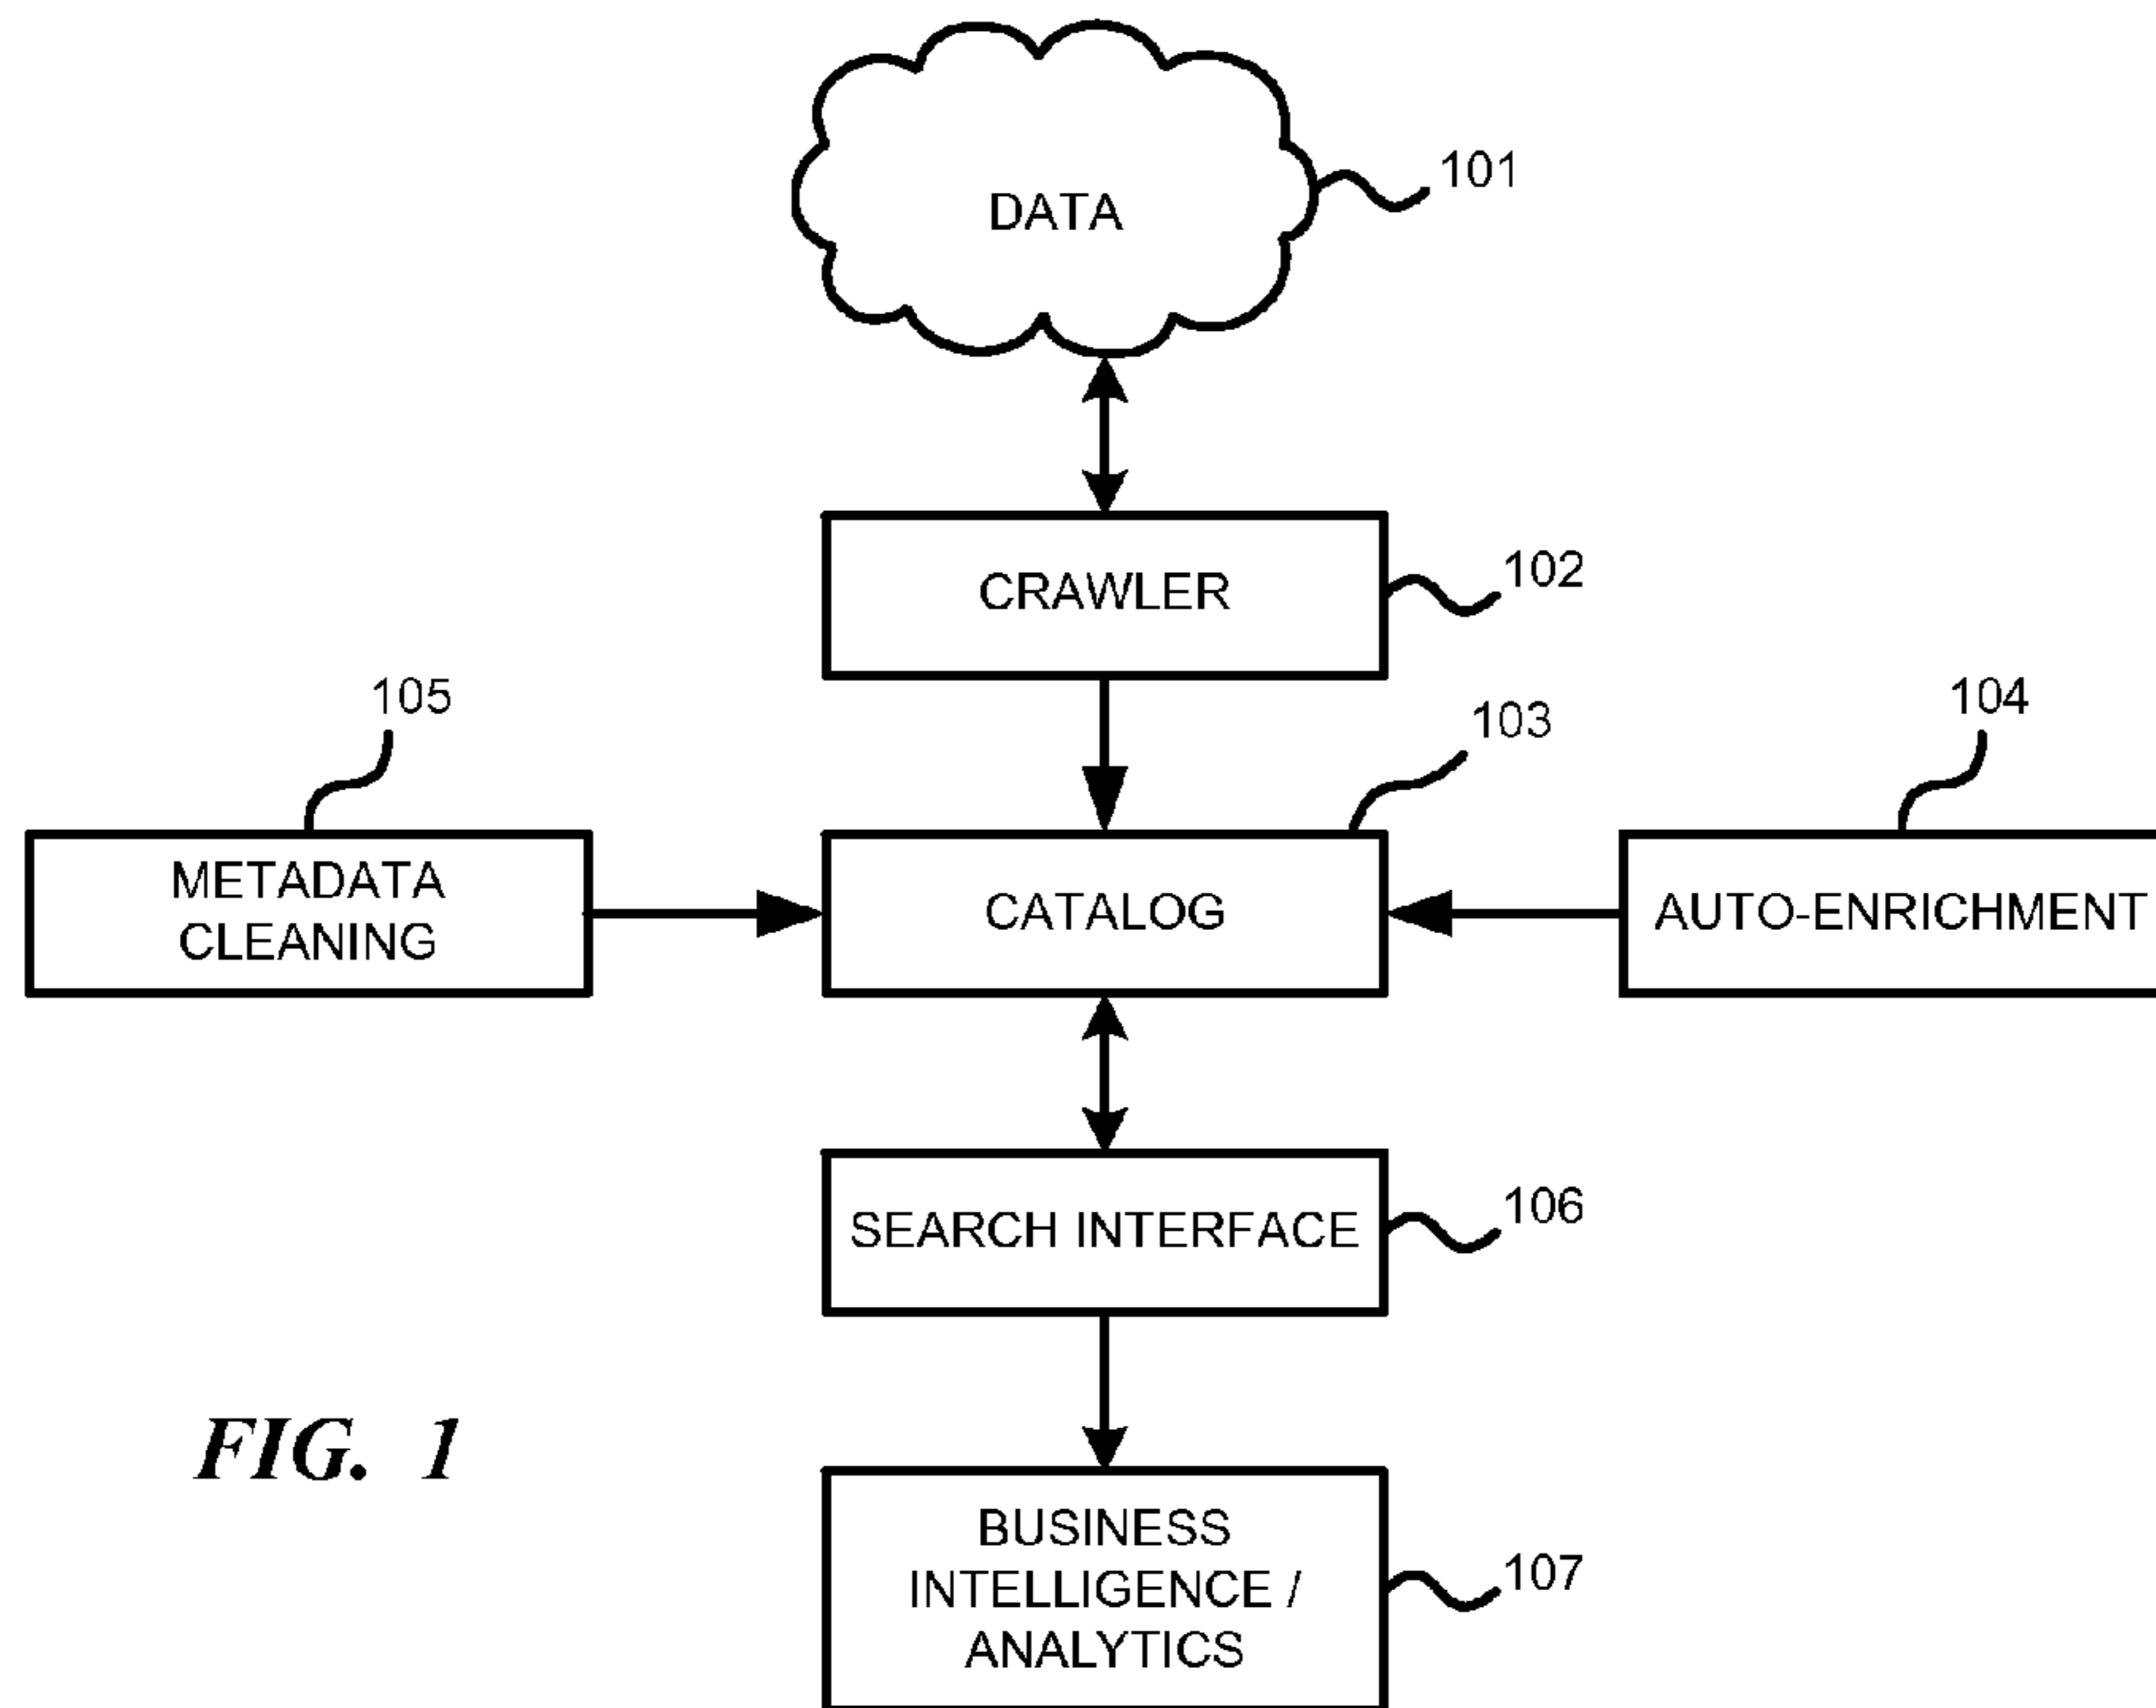 DATA
101
CRAWLER
102
105
103
104
METADATA
CLEANING
CATALOG
AUTO-ENRICHMENT
SEARCH INTERFACE
106
FIG. 1
BUSINESS
INTELLIGENCE /
ANALYTICS
107